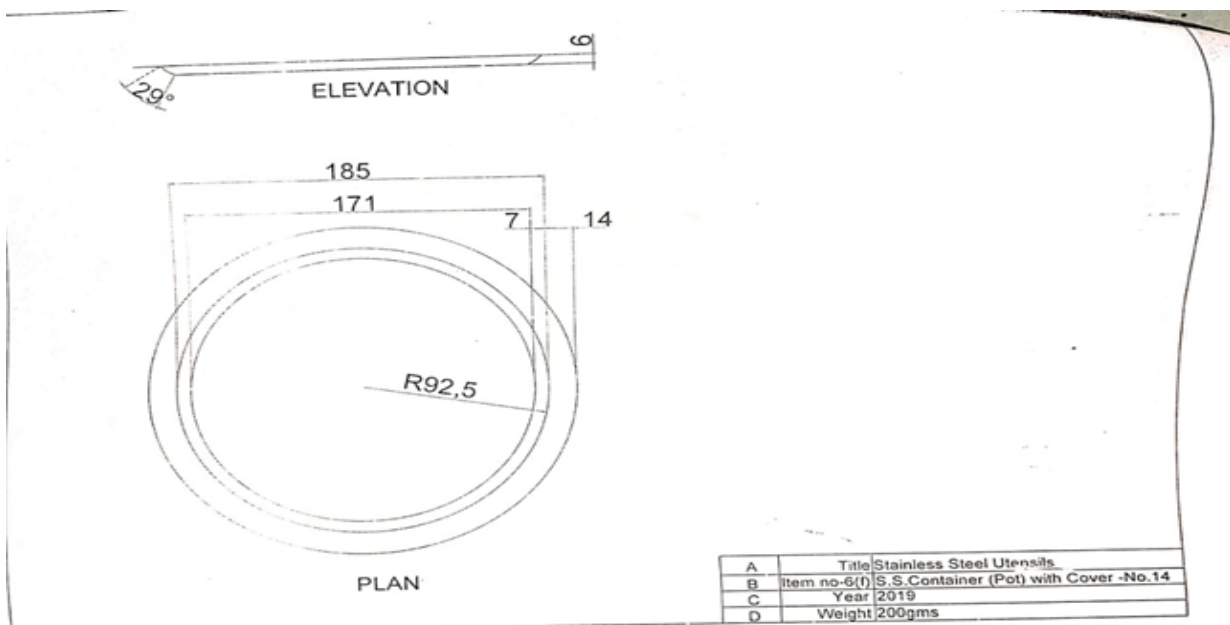 6
29°
ELEVATION
185
171
7 14
R92,5
PLAN
A Title Stainless Steel Utensils
B Item no-6(f) S.S.Container (Pot) with Cover -No.14
C Year 2019
D Weight 200gms